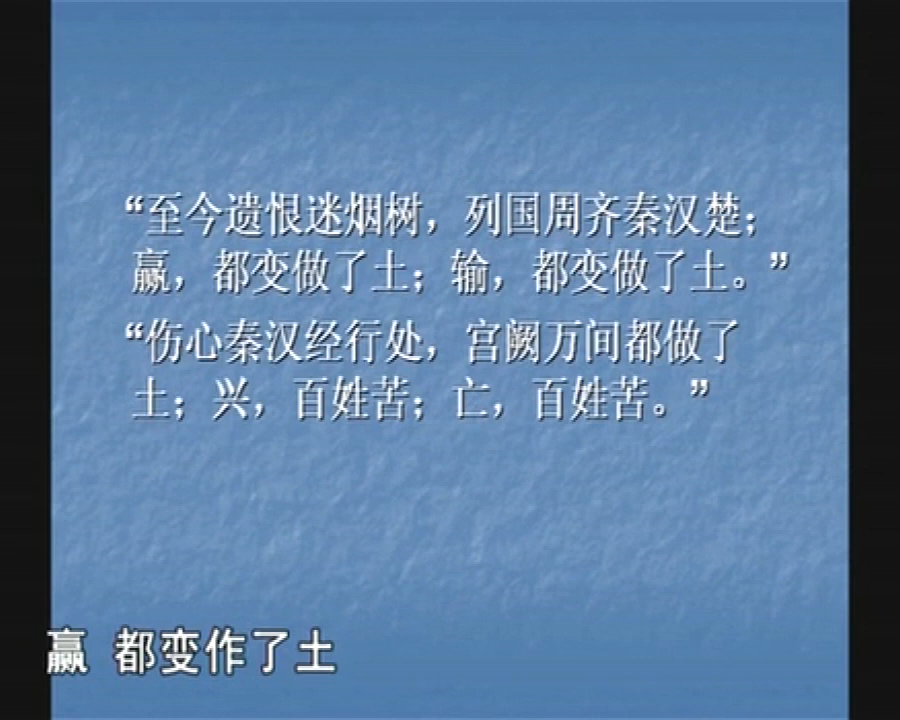 “至今遗恨迷烟树，列国周齐秦汉楚；
赢，都变做了土；输，都变做了土。”
“伤心秦汉经行处，宫阙万间都做了
土；兴，百姓苦；亡，百姓苦。”
赢 都变作了土